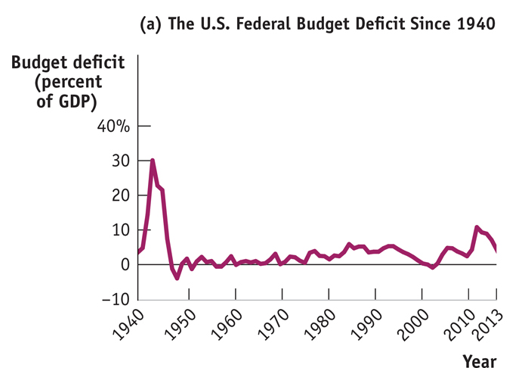 (a) The U.S. Federal Budget Deficit Since 1940
Budget deficit
(percent
of GDP)
40%
30
20
10
0
–10
1940 1950 1960 1970 1980 1990 2000 2010 2013
Year